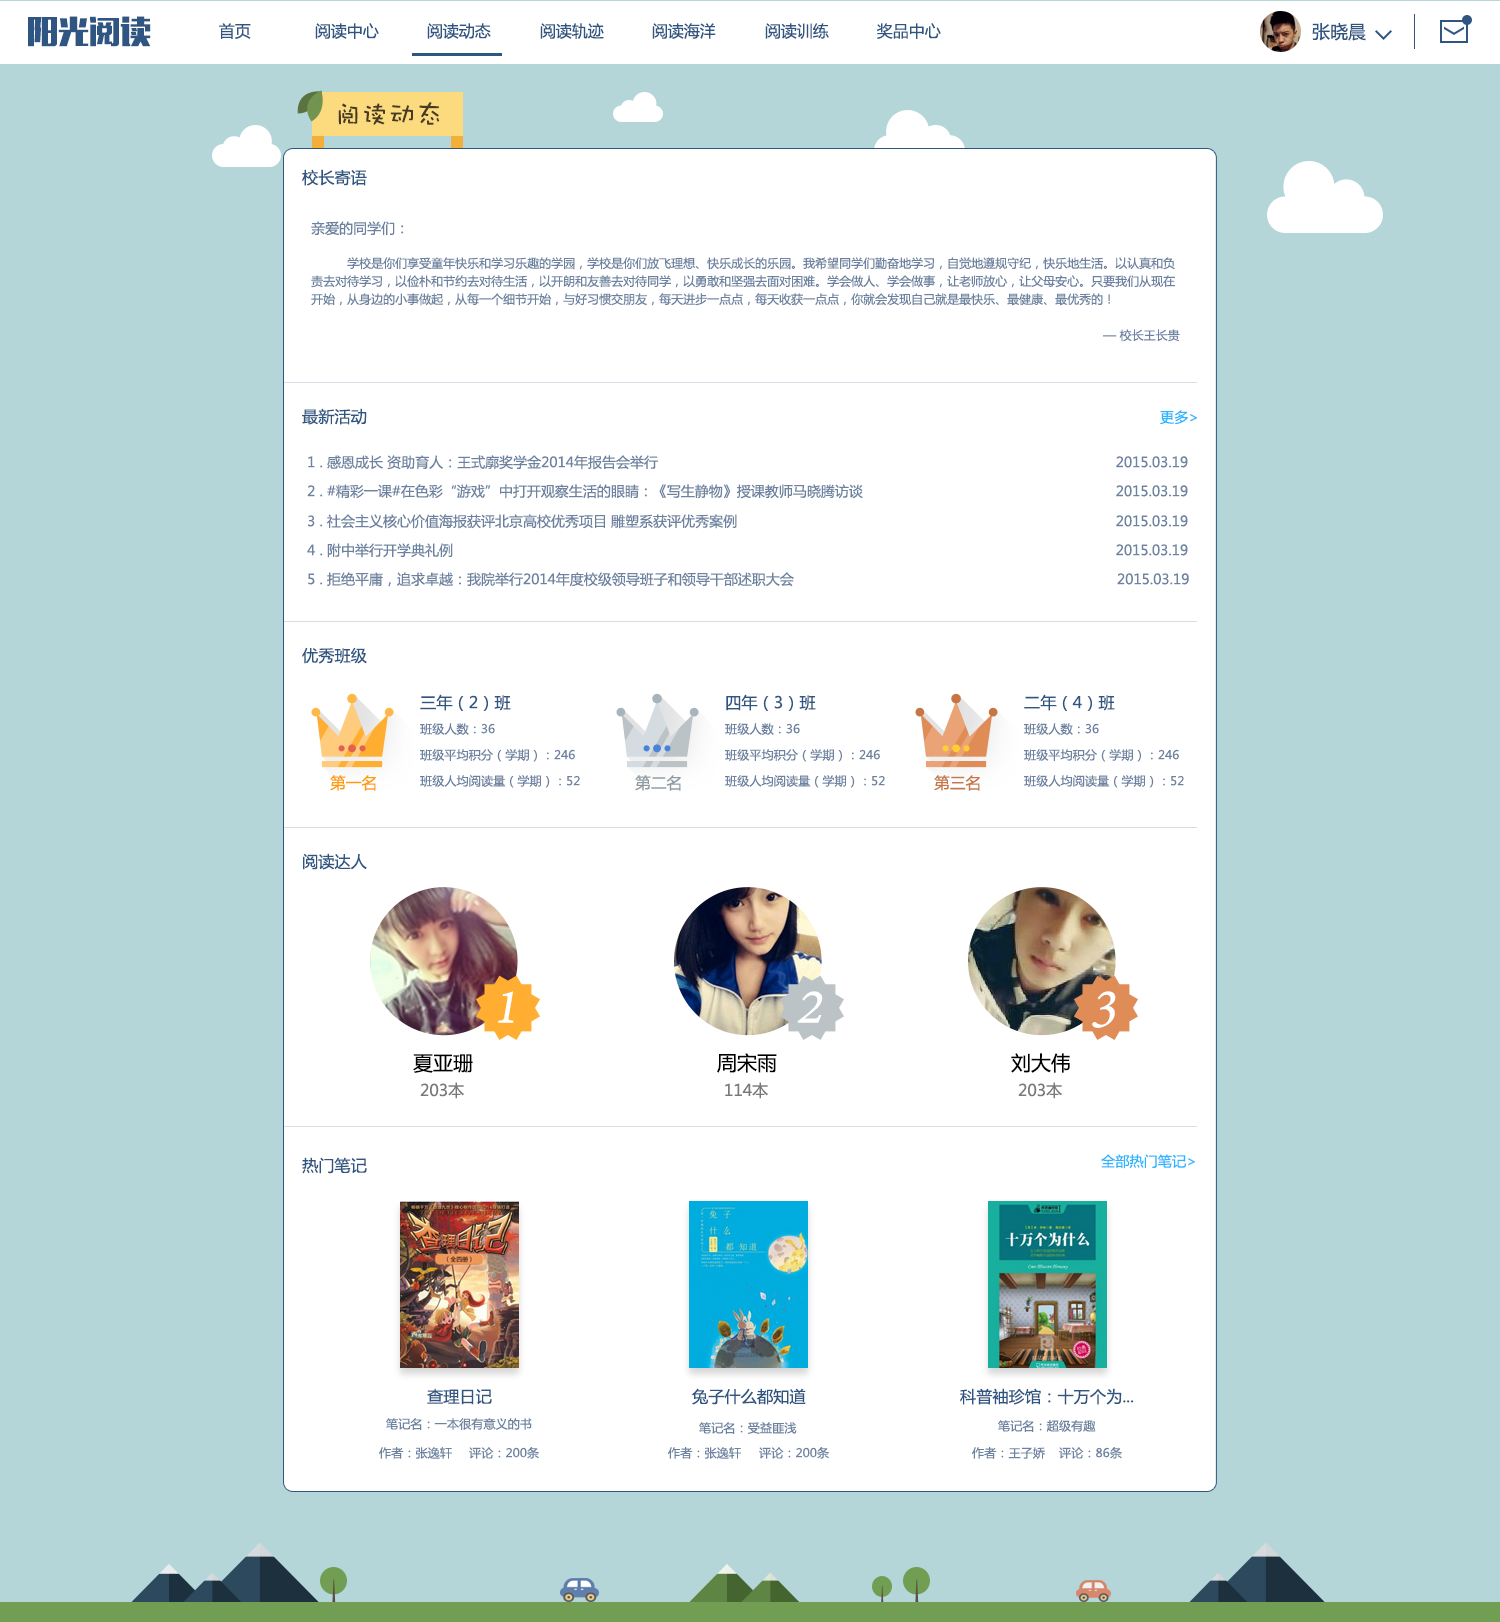 阳光阅读 首页 阅读中心 阅读动态 阅读轨迹 阅读海洋 阅读训练 奖品中心 张晓晨
阅读动态
校长寄语
亲爱的同学们：
学校是你们享受童年快乐和学习乐趣的学园，学校是你们放飞理想、快乐成长的乐园。我希望同学们勤奋地学习，自觉地遵规守纪，快乐地生活。以认真和负
责去对待学习，以俭朴和节约去对待生活，以开朗和友善去对待同学，以勇敢和坚强去面对困难。学会做人、学会做事，让老师放心，让父母安心。只要我们从现在
开始，从身边的小事做起，从每一个细节开始，与好习惯交朋友，每天进步一点点，每天收获一点点，你就会发现自己就是最快乐、最健康、最优秀的！
— 校长王长贵
最新活动 更多>
1 . 感恩成长 资助育人：王式廓奖学金2014年报告会举行 2015.03.19
2 . #精彩一课#在色彩“游戏”中打开观察生活的眼睛：《写生静物》授课教师马晓腾访谈 2015.03.19
3 . 社会主义核心价值海报获评北京高校优秀项目 雕塑系获评优秀案例 2015.03.19
4 . 附中举行开学典礼例 2015.03.19
5 . 拒绝平庸，追求卓越：我院举行2014年度校级领导班子和领导干部述职大会 2015.03.19
优秀班级
三年（2）班 四年（3）班 二年（4）班
班级人数：36 班级人数：36 班级人数：36
班级平均积分（学期）：246 班级平均积分（学期）：246 班级平均积分（学期）：246
第一名 班级人均阅读量（学期）：52 第二名 班级人均阅读量（学期）：52 第三名 班级人均阅读量（学期）：52
阅读达人
1 2 3
夏亚珊 周宋雨 刘大伟
203本 114本 203本
热门笔记 全部热门笔记>
查理日记
（全四册）
兔子
什么
都知道
十万个为什么
查理日记 兔子什么都知道 科普袖珍馆：十万个为...
笔记名：一本很有意义的书 笔记名：受益匪浅 笔记名：超级有趣
作者：张逸轩 评论：200条 作者：张逸轩 评论：200条 作者：王子娇 评论：86条